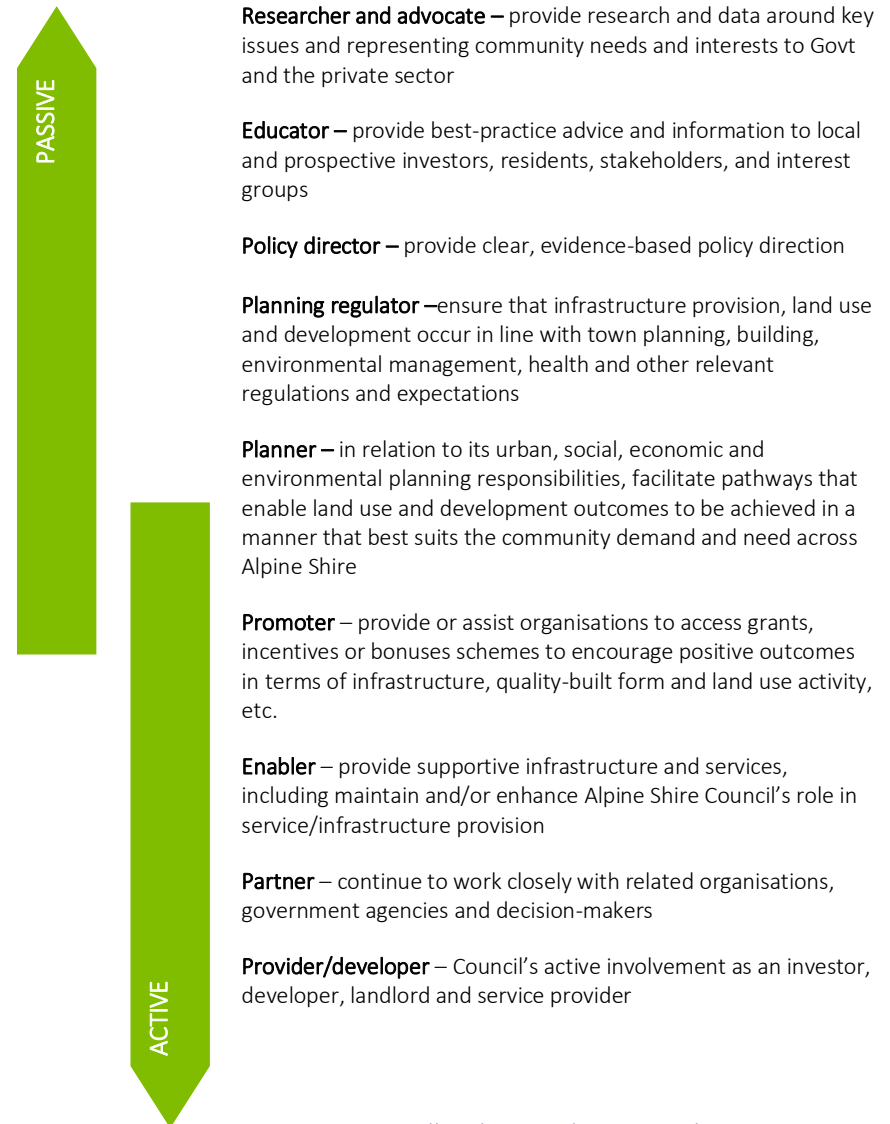 PASSIVE
Researcher and advocate – provide research and data around key
issues and representing community needs and interests to Govt
and the private sector
Educator – provide best-practice advice and information to local
and prospective investors, residents, stakeholders, and interest
groups
Policy director – provide clear, evidence-based policy direction
Planning regulator –ensure that infrastructure provision, land use
and development occur in line with town planning, building,
environmental management, health and other relevant
regulations and expectations
Planner – in relation to its urban, social, economic and
environmental planning responsibilities, facilitate pathways that
enable land use and development outcomes to be achieved in a
manner that best suits the community demand and need across
Alpine Shire
Promoter – provide or assist organisations to access grants,
incentives or bonuses schemes to encourage positive outcomes
in terms of infrastructure, quality-built form and land use activity,
etc.
Enabler – provide supportive infrastructure and services,
including maintain and/or enhance Alpine Shire Council’s role in
service/infrastructure provision
Partner – continue to work closely with related organisations,
government agencies and decision-makers
Provider/developer – Council’s active involvement as an investor,
developer, landlord and service provider
ACTIVE